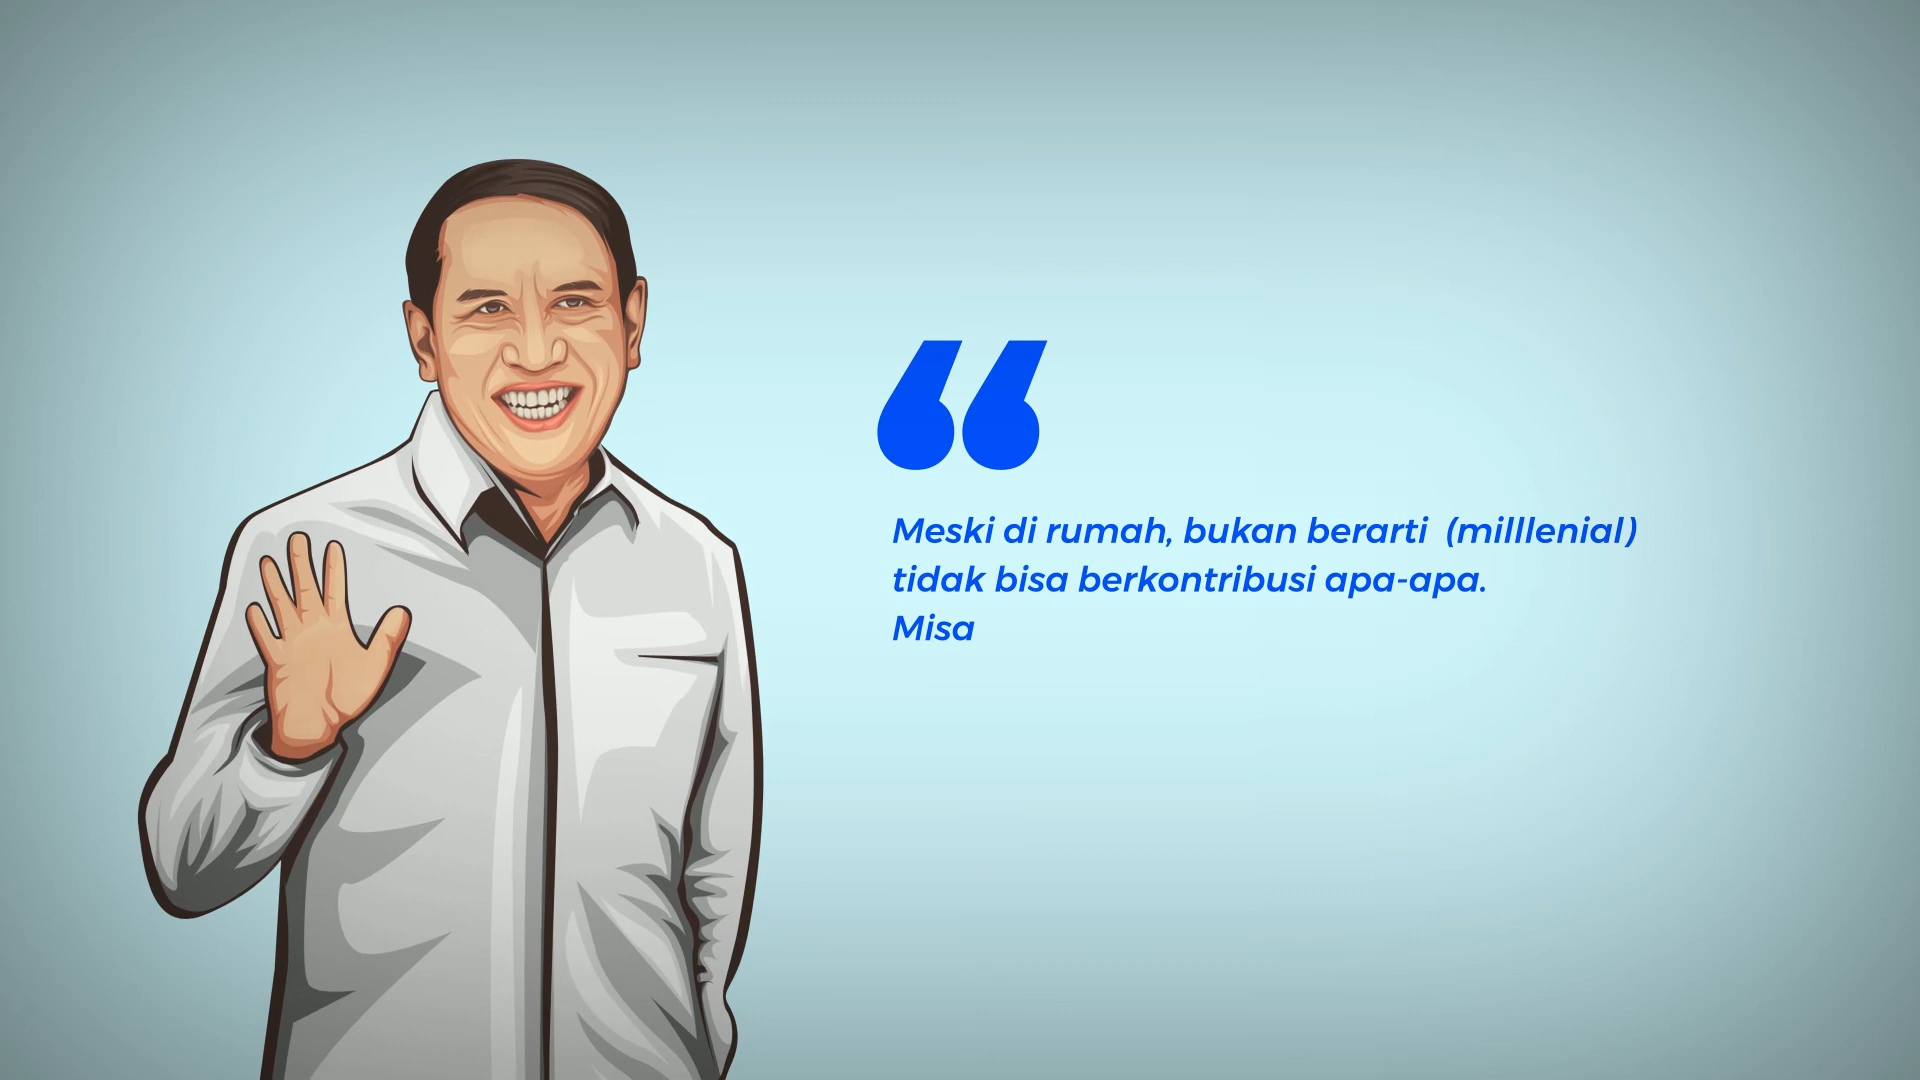 “
Meski di rumah, bukan berarti (milllenial)
tidak bisa berkontribusi apa-apa.
Misa